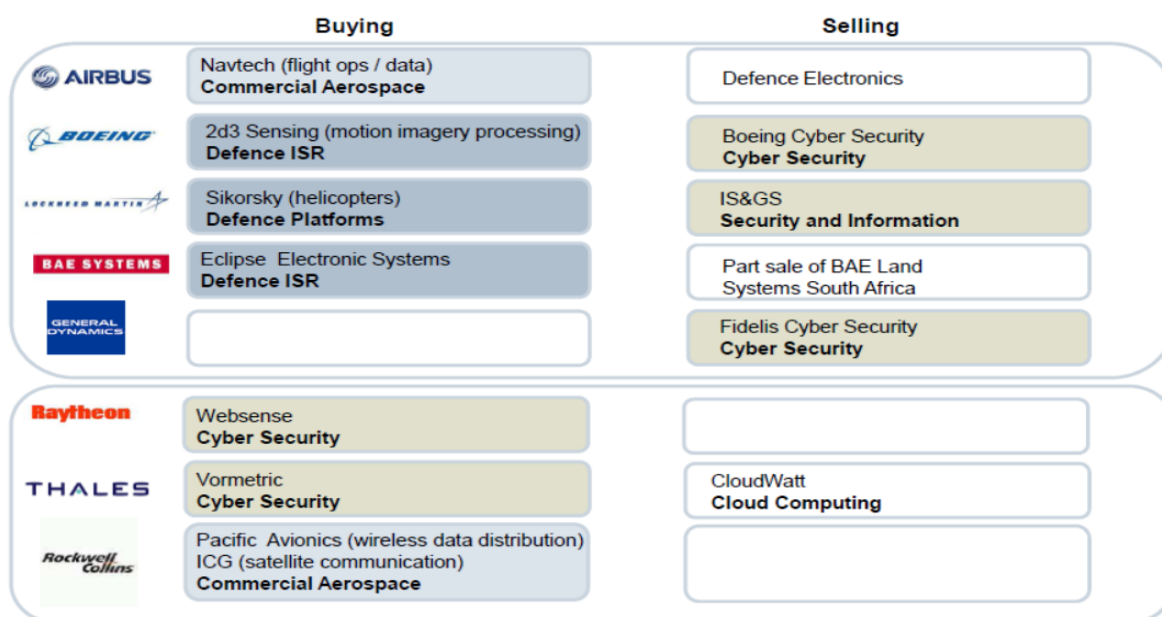 Buying
Selling
AIRBUS
Navtech (flight ops / data)
Commercial Aerospace
Defence Electronics
BOEING
2d3 Sensing (motion imagery processing)
Defence ISR
Boeing Cyber Security
Cyber Security
LOCKHEED MARTIN
Sikorsky (helicopters)
Defence Platforms
IS&GS
Security and Information
BAE SYSTEMS
Eclipse Electronic Systems
Defence ISR
Part sale of BAE Land
Systems South Africa
GENERAL
DYNAMICS
Fidelis Cyber Security
Cyber Security
Raytheon
Websense
Cyber Security
THALES
Vormetric
Cyber Security
CloudWatt
Cloud Computing
Rockwell
Collins
Pacific Avionics (wireless data distribution)
ICG (satellite communication)
Commercial Aerospace